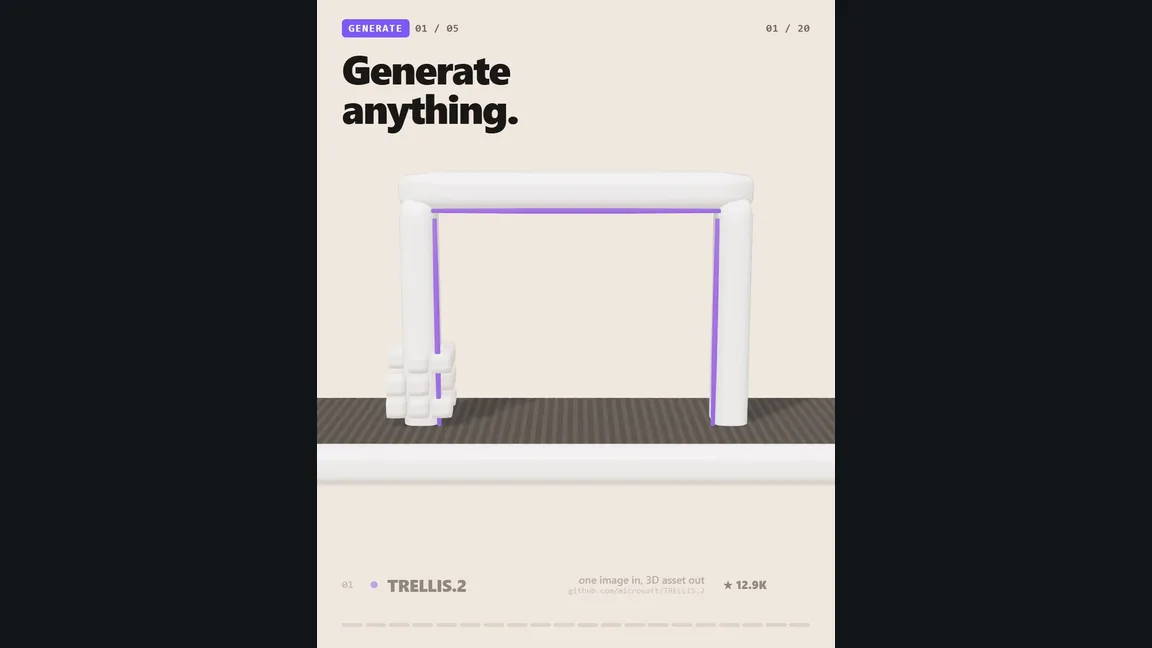 GENERATE 01 / 05
01 / 20
Generate
anything.
01 TRELLIS.2
one image in, 3D asset out
github.com/microsoft/TRELLIS.2
★ 12.9K